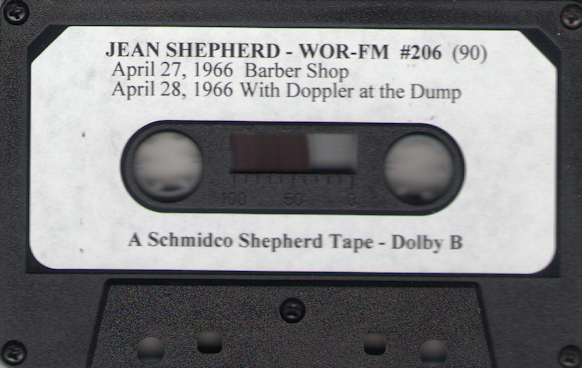 JEAN SHEPHERD - WOR-FM #206 (90)
April 27, 1966 Barber Shop
April 28, 1966 With Doppler at the Dump
100 50 0
A Schmidco Shepherd Tape - Dolby B